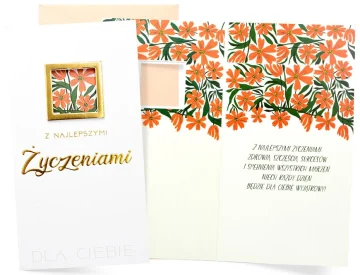 Z NAJLEPSZYMI
Życzeniami
DLA CIEBIE
Z NAJLEPSZYMI ŻYCZENIAMI
ZDROWIA, SZCZĘŚCIA, SUKCESÓW
I SPEŁNIENIA WSZYSTKICH MARZEŃ
NIECH KAŻDY DZIEŃ
BĘDZIE DLA CIEBIE WYJĄTKOWY!